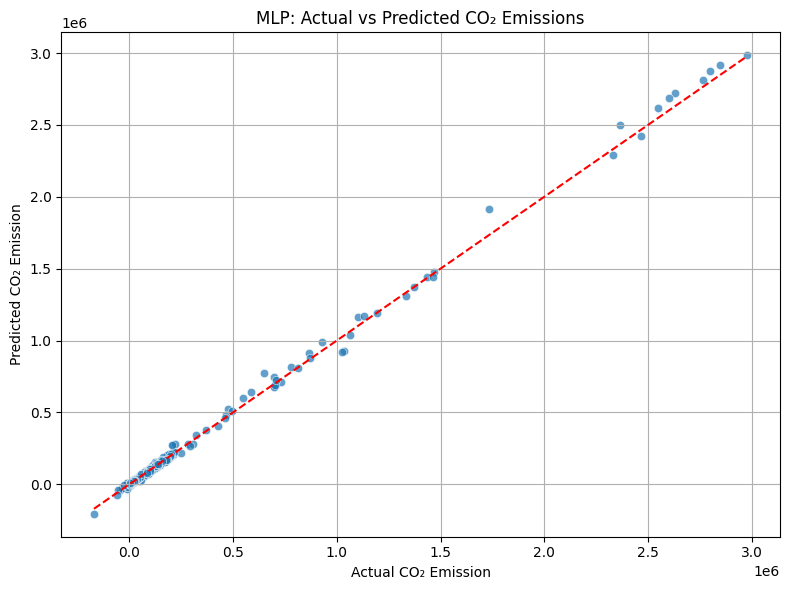 MLP: Actual vs Predicted CO₂ Emissions
1e6
3.0
2.5
2.0
1.5
1.0
0.5
0.0
Predicted CO₂ Emission
0.0 0.5 1.0 1.5 2.0 2.5 3.0
1e6
Actual CO₂ Emission